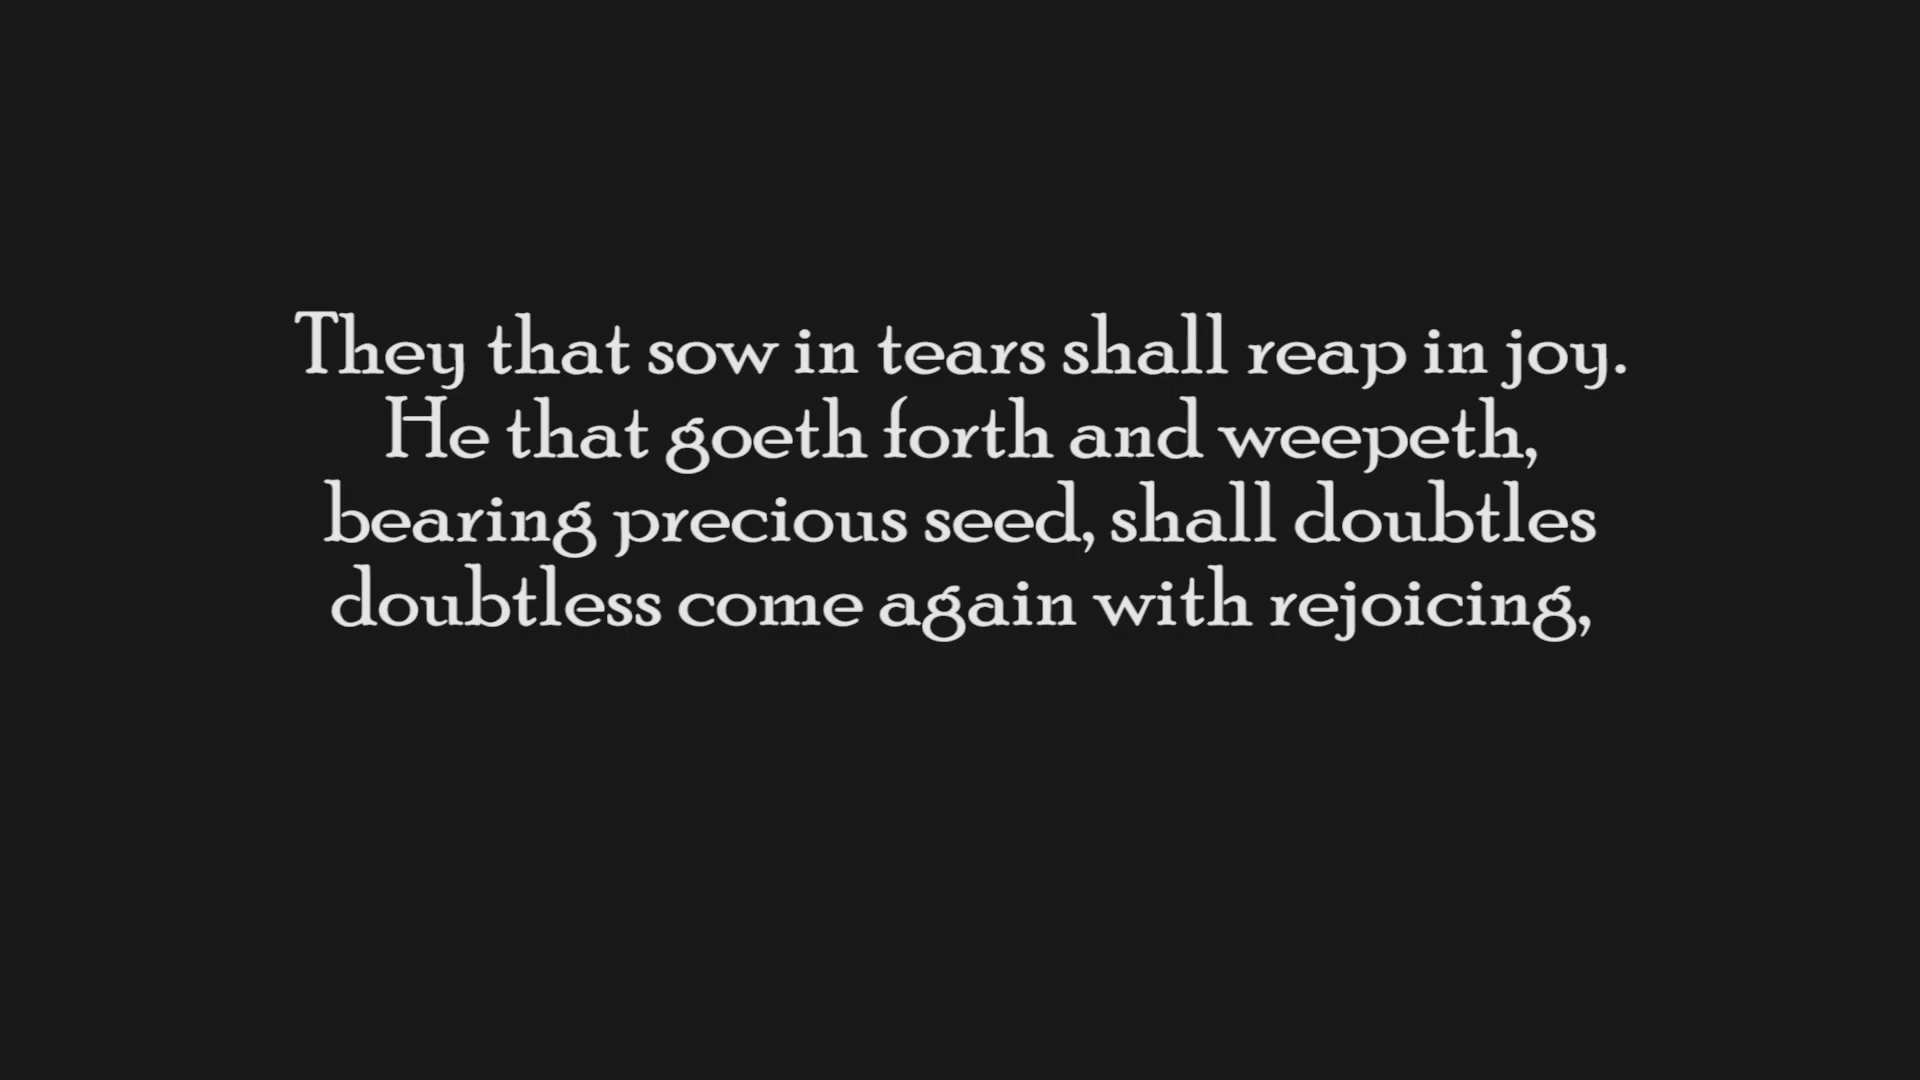 They that sow in tears shall reap in joy.
He that goeth forth and weepeth,
bearing precious seed, shall doubtles
doubtless come again with rejoicing,